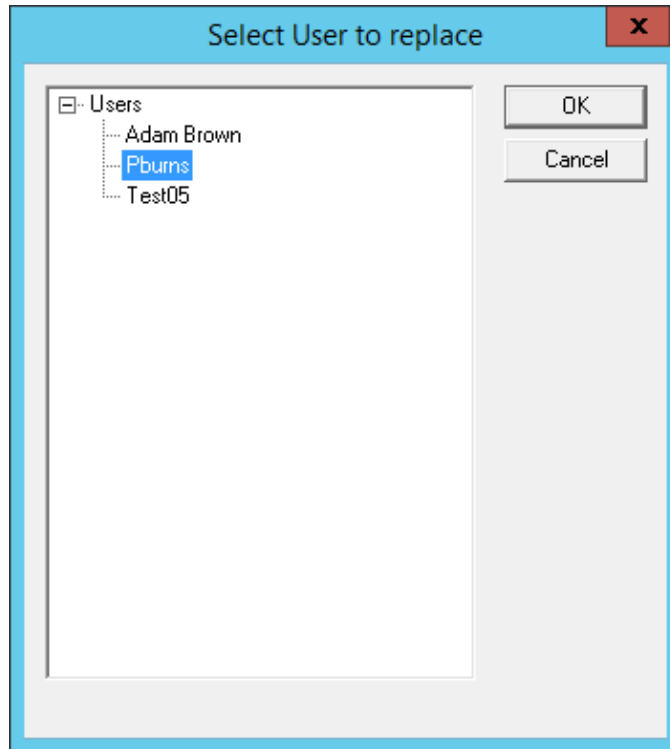 Select User to replace
x
Users
Adam Brown
Pburns
Test05
OK
Cancel